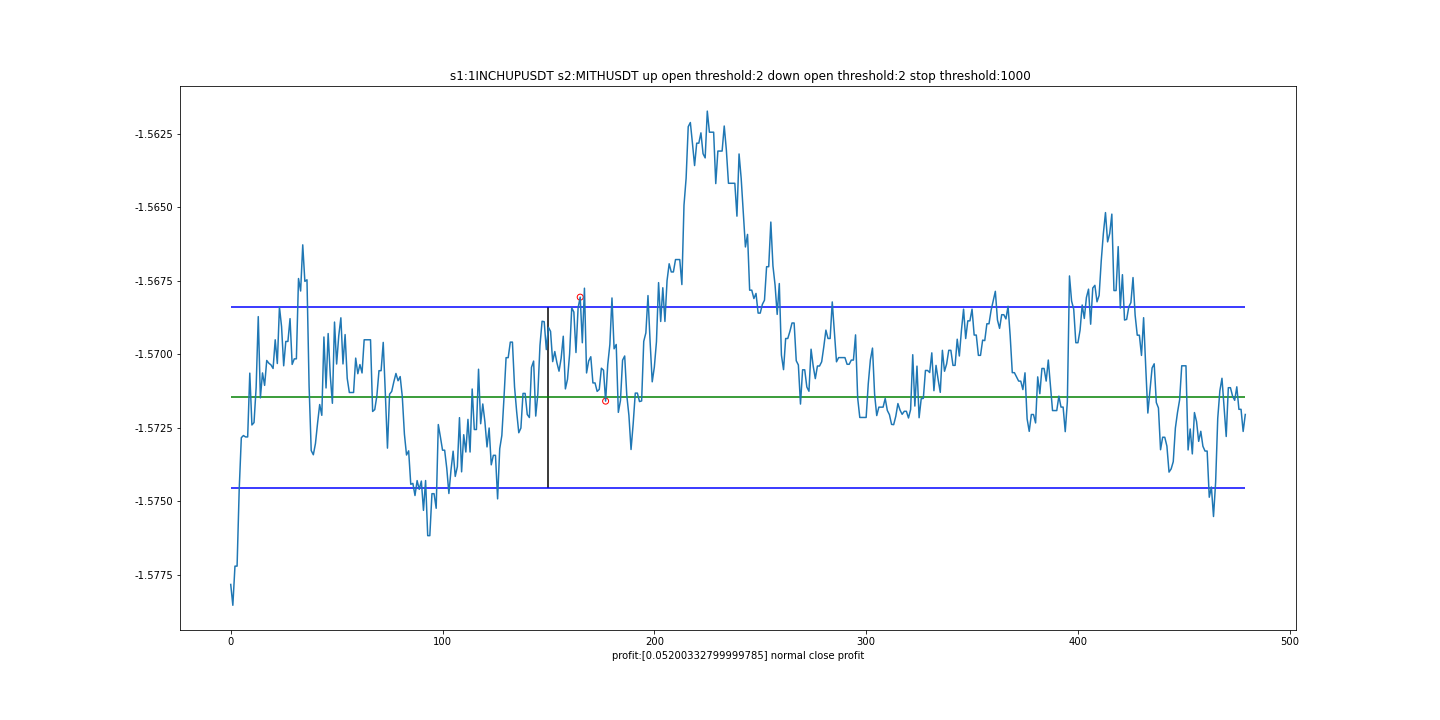 s1:1INCHUPUSDT s2:MITHUSDT up open threshold:2 down open threshold:2 stop threshold:1000
-1.5625
-1.5650
-1.5675
-1.5700
-1.5725
-1.5750
-1.5775
0 100 200 300 400 500
profit:[0.05200332799999785] normal close profit